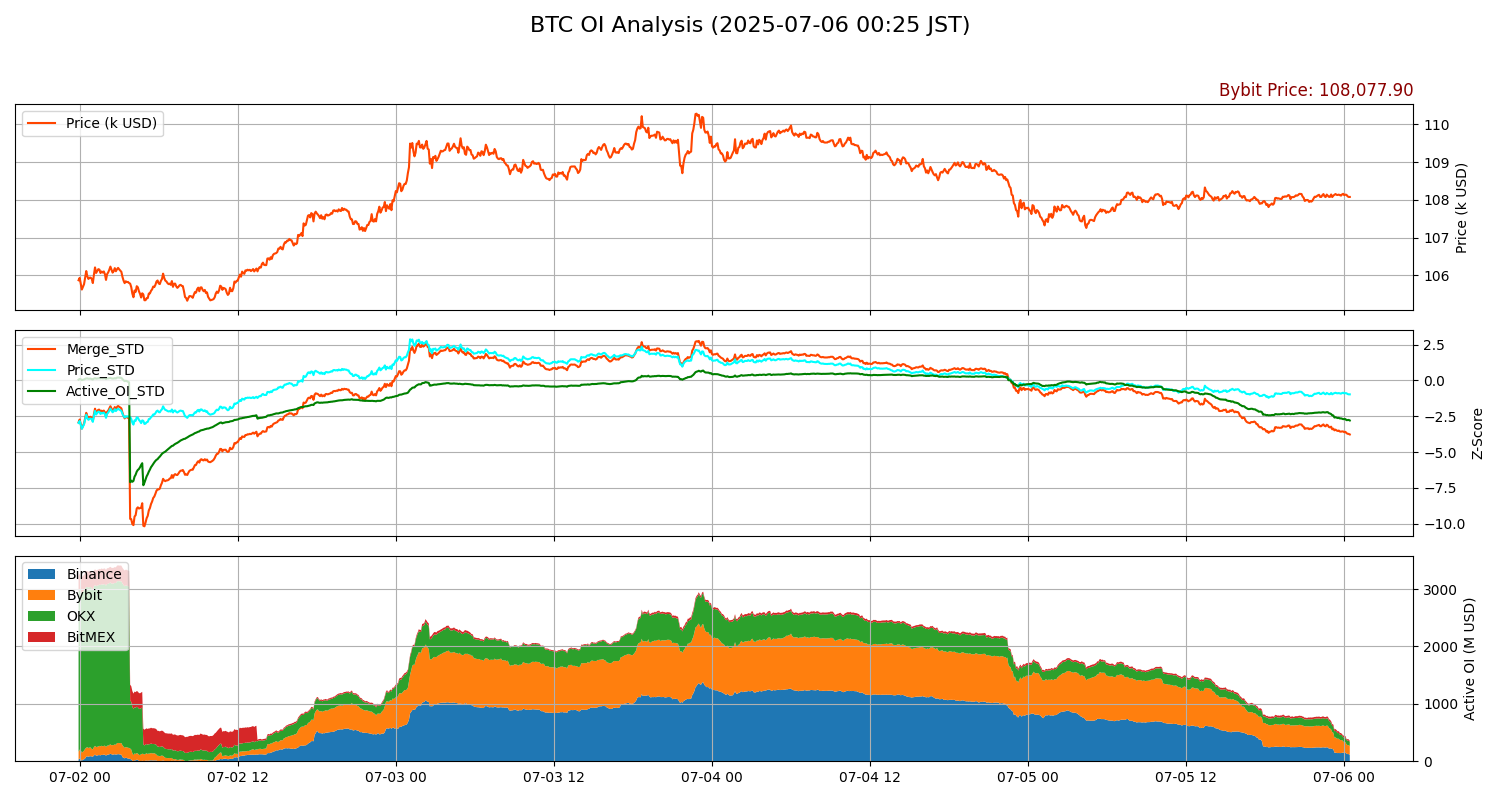 BTC OI Analysis (2025-07-06 00:25 JST)
Bybit Price: 108,077.90
Price (k USD)
110
109
108
107
106
Price (k USD)
Merge_STD
Price_STD
Active_OI_STD
2.5
0.0
−2.5
−5.0
−7.5
−10.0
Z-Score
Binance
Bybit
OKX
BitMEX
3000
2000
1000
0
Active OI (M USD)
07-02 00
07-02 12
07-03 00
07-03 12
07-04 00
07-04 12
07-05 00
07-05 12
07-06 00